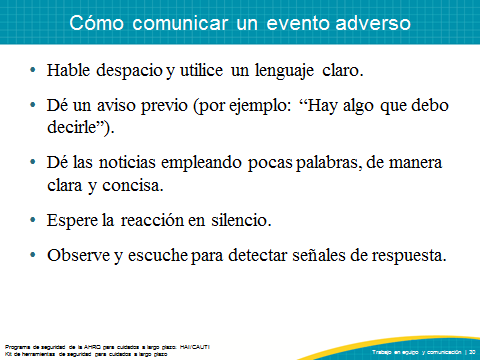 Cómo comunicar un evento adverso
• Hable despacio y utilice un lenguaje claro.
• Dé un aviso previo (por ejemplo: “Hay algo que debo
decirle”).
• Dé las noticias empleando pocas palabras, de manera
clara y concisa.
• Espere la reacción en silencio.
• Observe y escuche para detectar señales de respuesta.
Programa de seguridad de la AHRQ para cuidados a largo plazo: HAI/CAUTI
Kit de herramientas de seguridad para cuidados a largo plazo
Trabajo en equipo y comunicación | 30